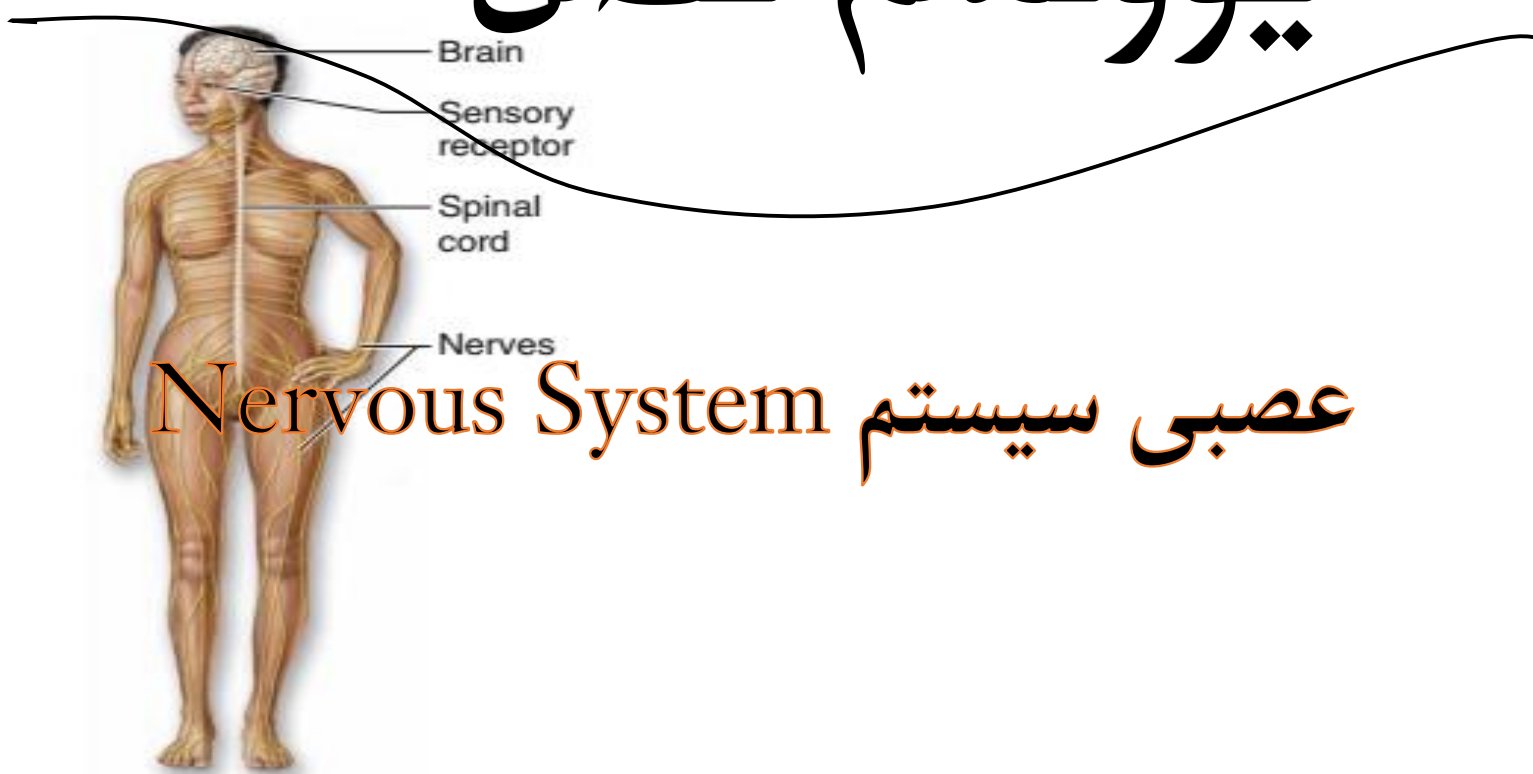 Brain
Sensory
receptor
Spinal
cord
Nerves
عصبی سیستم Nervous System